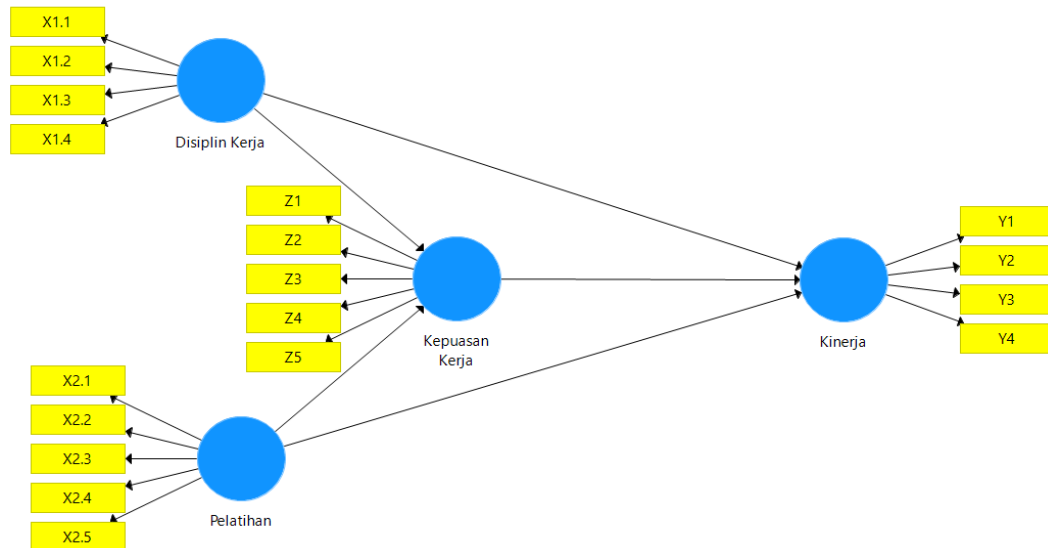 X1.1
X1.2
X1.3
X1.4
Disiplin Kerja
Z1
Z2
Z3
Z4
Z5
Kepuasan
Kerja
Y1
Y2
Y3
Y4
Kinerja
X2.1
X2.2
X2.3
X2.4
X2.5
Pelatihan